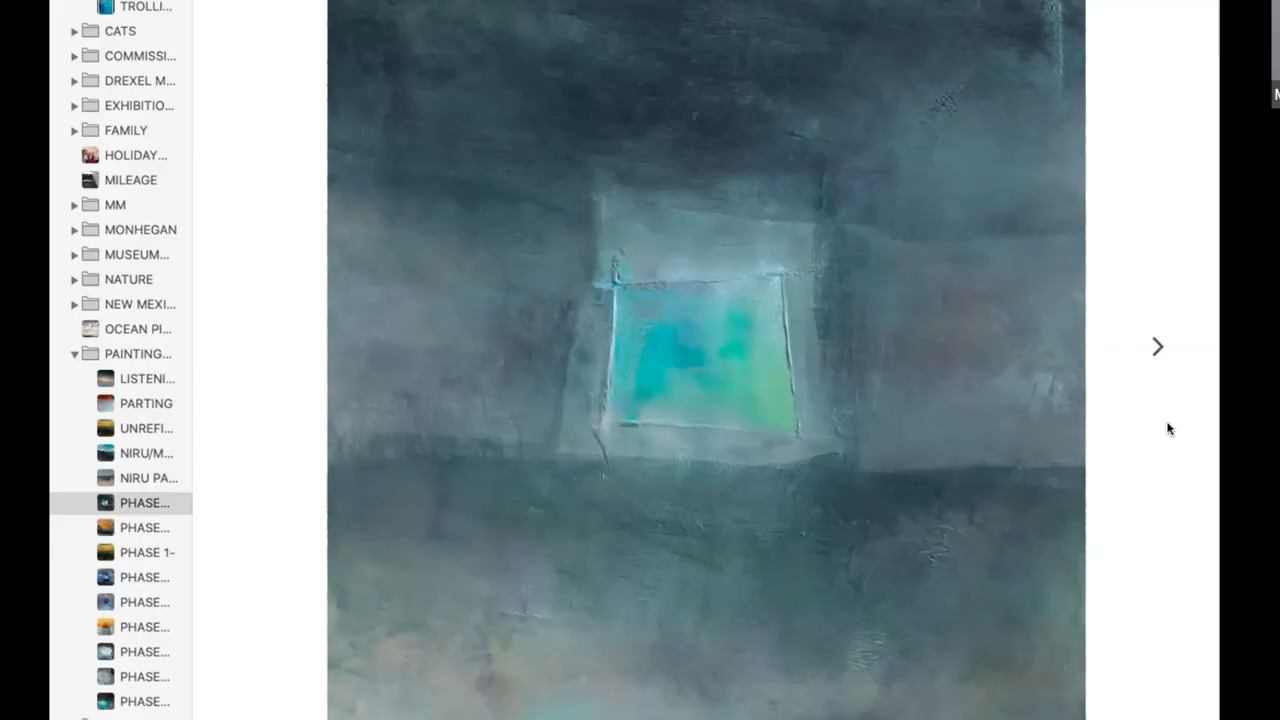 TROLLI...
CATS
COMMISSI...
DREXEL M...
EXHIBITIO...
FAMILY
HOLIDAY...
MILEAGE
MM
MONHEGAN
MUSEUM...
NATURE
NEW MEXI...
OCEAN PI...
PAINTING...
LISTENI...
PARTING
UNREFI...
NIRU/M...
NIRU PA...
PHASE...
PHASE...
PHASE 1-
PHASE...
PHASE...
PHASE...
PHASE...
PHASE...
PHASE...